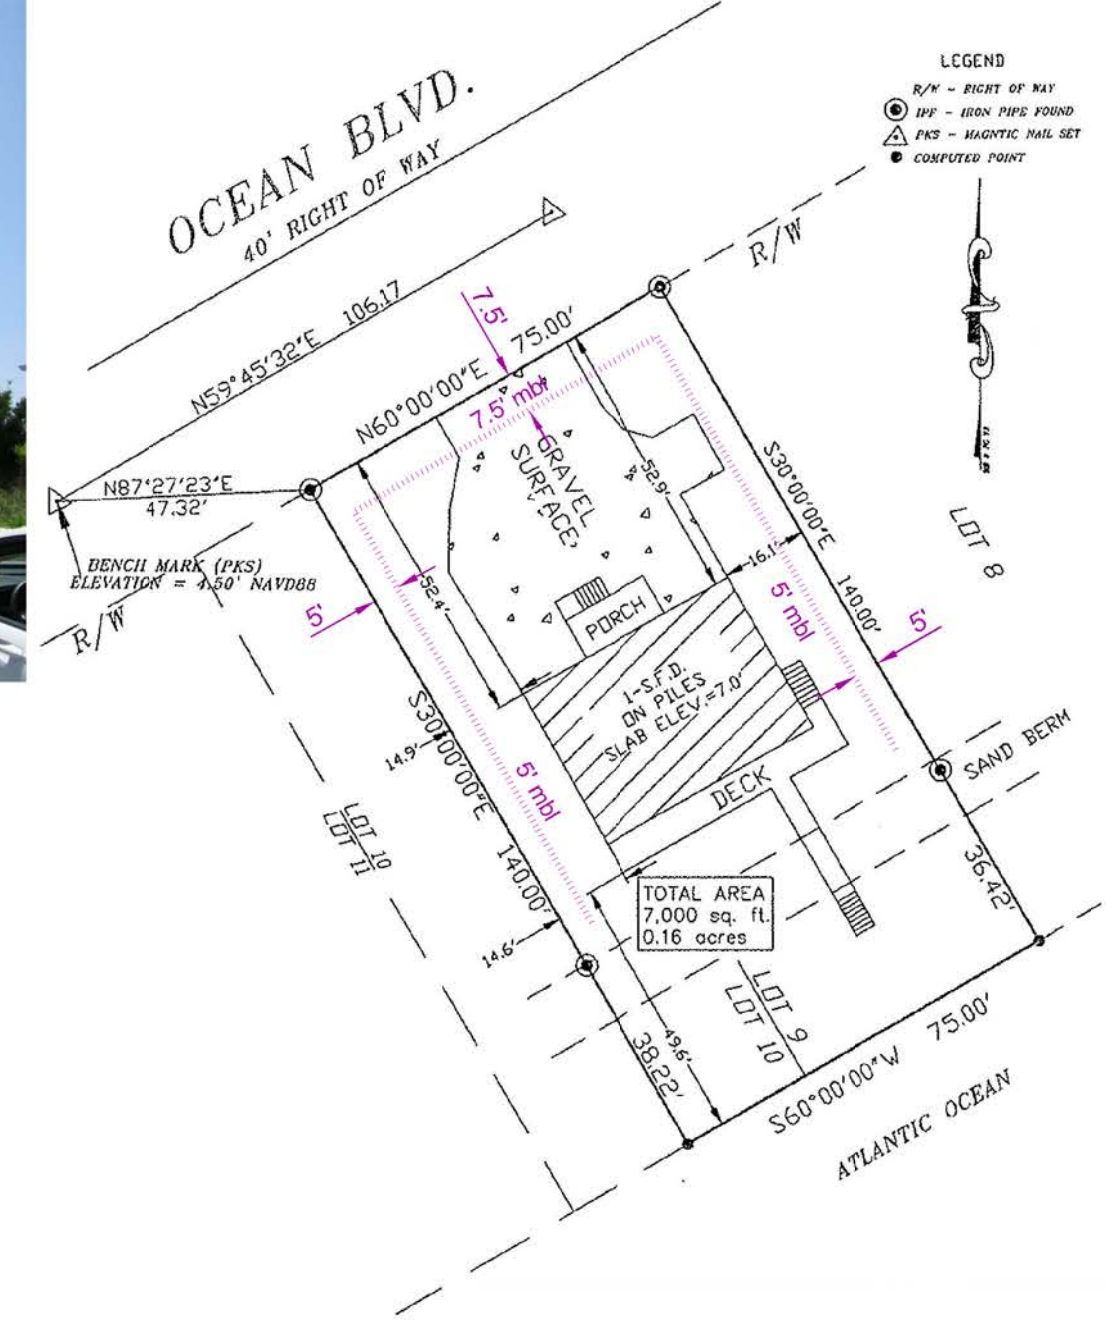 LEGEND
R/W - RIGHT OF WAY
IPF - IRON PIPE FOUND
PKS - MAGNTIC NAIL SET
COMPUTED POINT
OCEAN BLVD.
40' RIGHT OF WAY
N59°45'32"E 106.17
R/W
7.5'
N60°00'00"E 75.00'
7.5' mbl
N87°27'23"E
47.32'
BENCH MARK (PKS)
ELEVATION = 4.50' NAVD88
R/W
GRAVEL
SURFACE
52.9'
S30°00'00"E 140.00'
LOT 8
16.1'
5' mbl
5'
5'
52.4'
PORCH
1-S.F.D.
ON PILES
SLAB ELEV.=7.0'
S30°00'00"E 140.00'
14.9'
5' mbl
DECK
SAND BERM
LOT 10
LOT 11
TOTAL AREA
7,000 sq. ft.
0.16 acres
36.42'
14.6'
49.6'
38.22'
LOT 9
LOT 10
S60°00'00"W 75.00'
ATLANTIC OCEAN